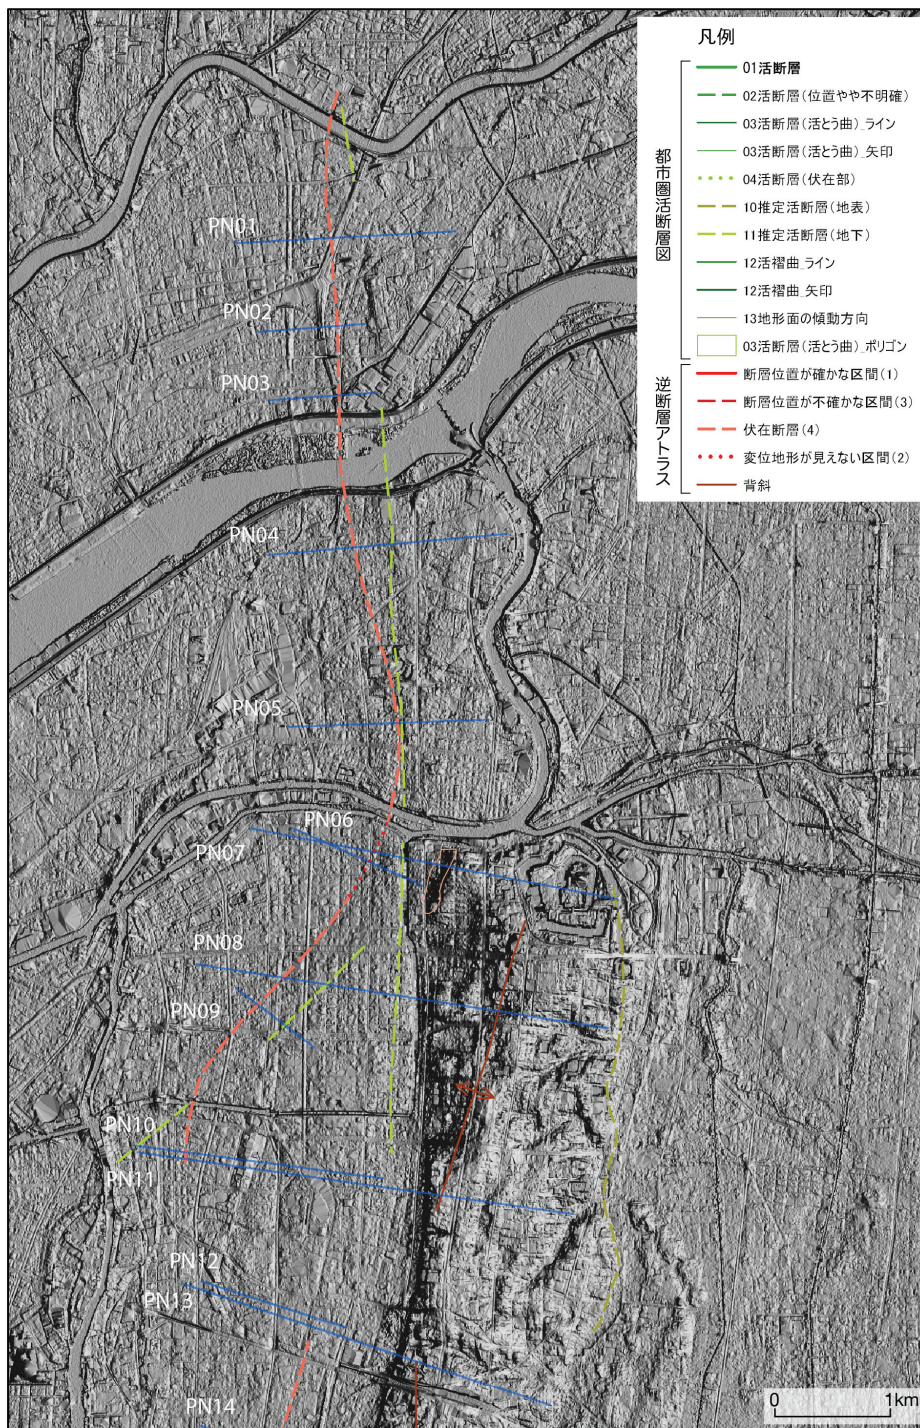 凡例
都市圏活断層図
01活断層
02活断層(位置やや不明確)
03活断層(活とう曲)_ライン
03活断層(活とう曲)_矢印
04活断層(伏在部)
10推定活断層(地表)
11推定活断層(地下)
12活褶曲_ライン
12活褶曲_矢印
13地形面の傾動方向
03活断層(活とう曲)_ポリゴン
逆断層アトラス
断層位置が確かな区間(1)
断層位置が不確かな区間(3)
伏在断層(4)
変位地形が見えない区間(2)
背斜
PN01
PN02
PN03
PN04
PN05
PN06
PN07
PN08
PN09
PN10
PN11
PN12
PN13
PN14
0 1km